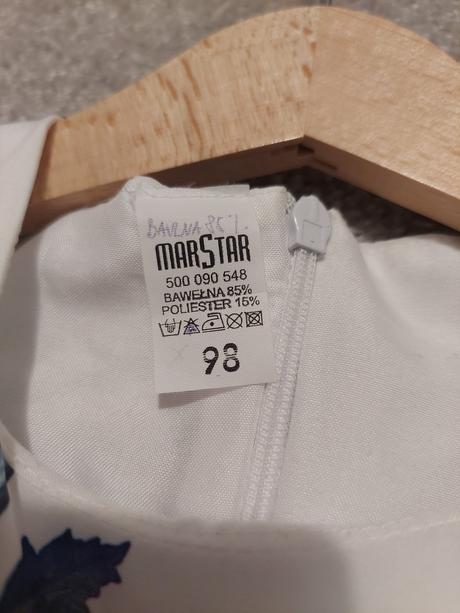 BAVLNA 85%
MARSTAR
500 090 548
BAWEŁNA 85%
POLIESTER 15%
98